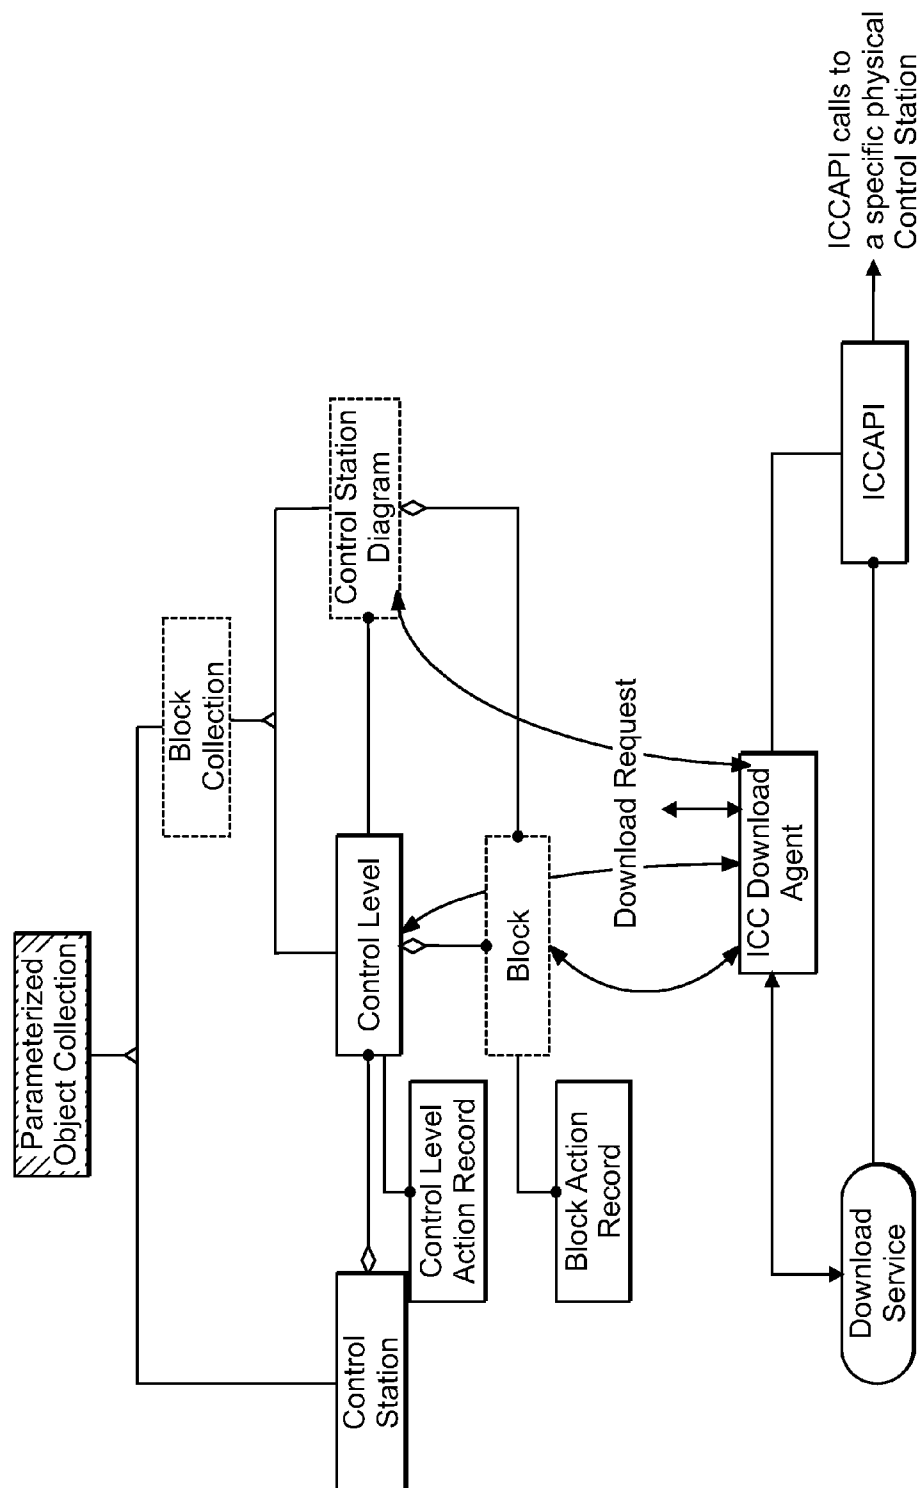 Parameterized
Object Collection
Block
Collection
Control
Station
Control Level
Control Station
Diagram
Control Level
Action Record
Block
Block Action
Record
Download Request
ICC Download
Agent
Download
Service
ICCAPI
ICCAPI calls to
a specific physical
Control Station